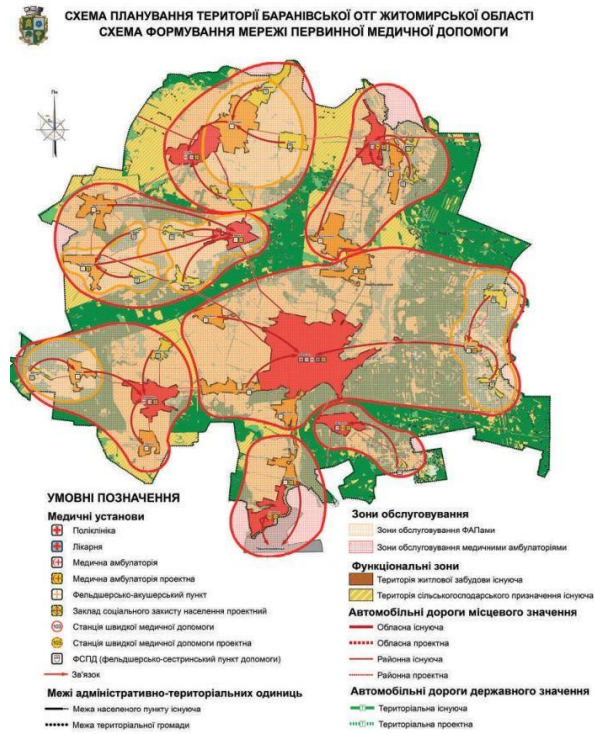 СХЕМА ПЛАНУВАННЯ ТЕРИТОРІЇ БАРАНІВСЬКОЇ ОТГ ЖИТОМИРСЬКОЇ ОБЛАСТІ
СХЕМА ФОРМУВАННЯ МЕРЕЖІ ПЕРВИННОЇ МЕДИЧНОЇ ДОПОМОГИ
Пн
УМОВНІ ПОЗНАЧЕННЯ
Медичні установи
Поліклініка
Лікарня
Медична амбулаторія
Медична амбулаторія проектна
Фельдшерсько-акушерський пункт
Заклад соціального захисту населення проектний
Станція швидкої медичної допомоги
Станція швидкої медичної допомоги проектна
ФСПД (фельдшерсько-сестринський пункт допомоги)
Зв'язок
Межі адміністративно-територіальних одиниць
Межа населеного пункту існуюча
Межа територіальної громади
Зони обслуговування
Зони обслуговування ФАПами
Зони обслуговування медичними амбулаторіями
Функціональні зони
Територія житлової забудови існуюча
Територія сільськогосподарського призначення існуюча
Автомобільні дороги місцевого значення
Обласна існуюча
Обласна проектна
Районна існуюча
Районна проектна
Автомобільні дороги державного значення
Територіальна існуюча
Територіальна проектна